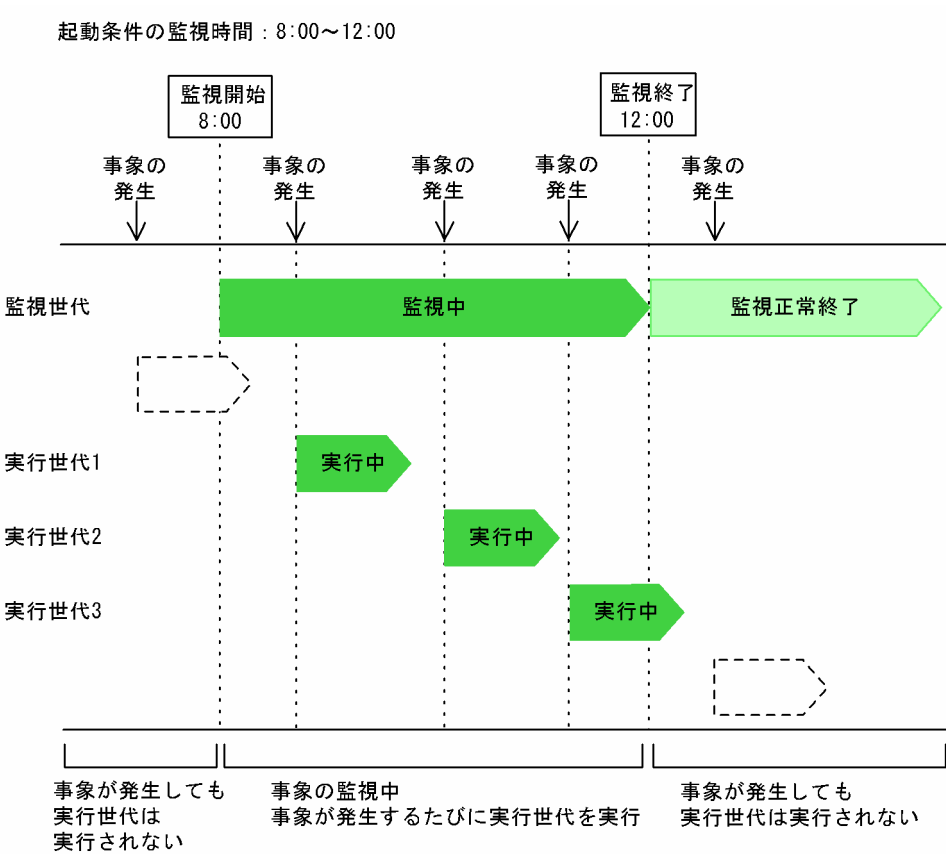 起動条件の監視時間：8:00～12:00
監視開始
8:00
監視終了
12:00
事象の
発生
事象の
発生
事象の
発生
事象の
発生
事象の
発生
監視世代
監視中
監視正常終了
実行世代1
実行中
実行世代2
実行中
実行世代3
実行中
事象が発生しても
実行世代は
実行されない
事象の監視中
事象が発生するたびに実行世代を実行
事象が発生しても
実行世代は実行されない